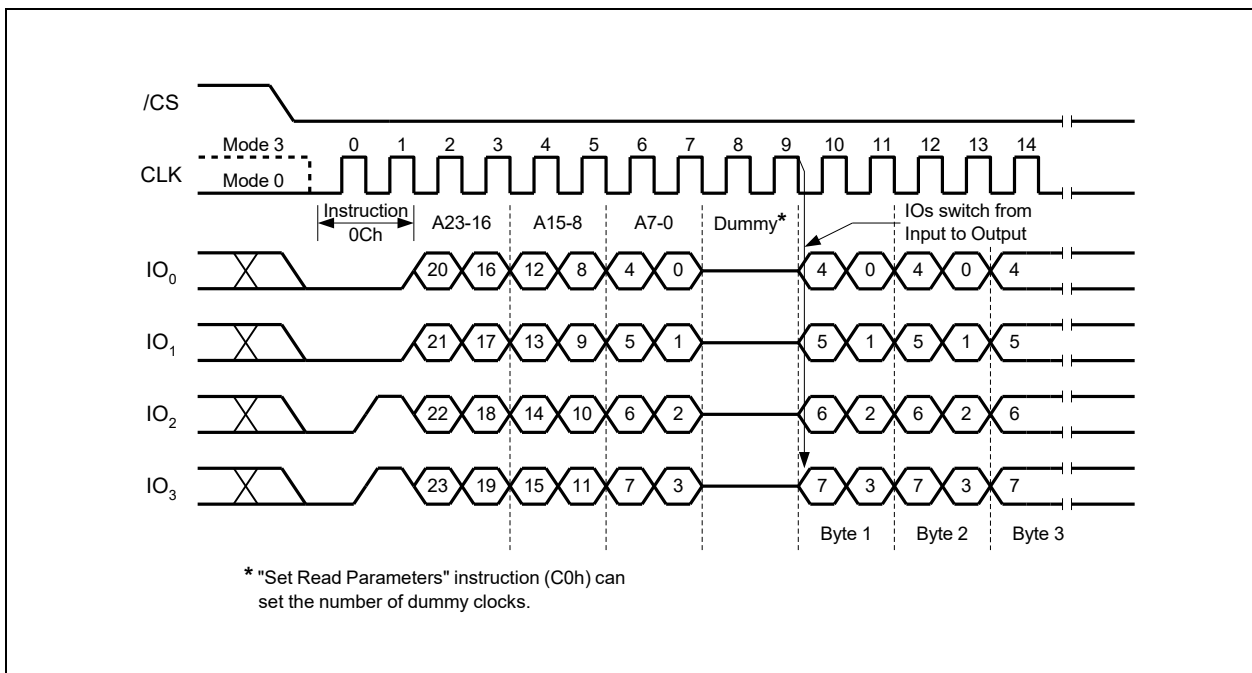 /CS
Mode 3 0 1 2 3 4 5 6 7 8 9 10 11 12 13 14
CLK
Mode 0
Instruction
0Ch
A23-16 A15-8 A7-0 Dummy*
IOs switch from
Input to Output
IO0 20 16 12 8 4 0 4 0 4 0 4
IO1 21 17 13 9 5 1 5 1 5 1 5
IO2 22 18 14 10 6 2 6 2 6 2 6
IO3 23 19 15 11 7 3 7 3 7 3 7
Byte 1 Byte 2 Byte 3
* "Set Read Parameters" instruction (C0h) can
set the number of dummy clocks.